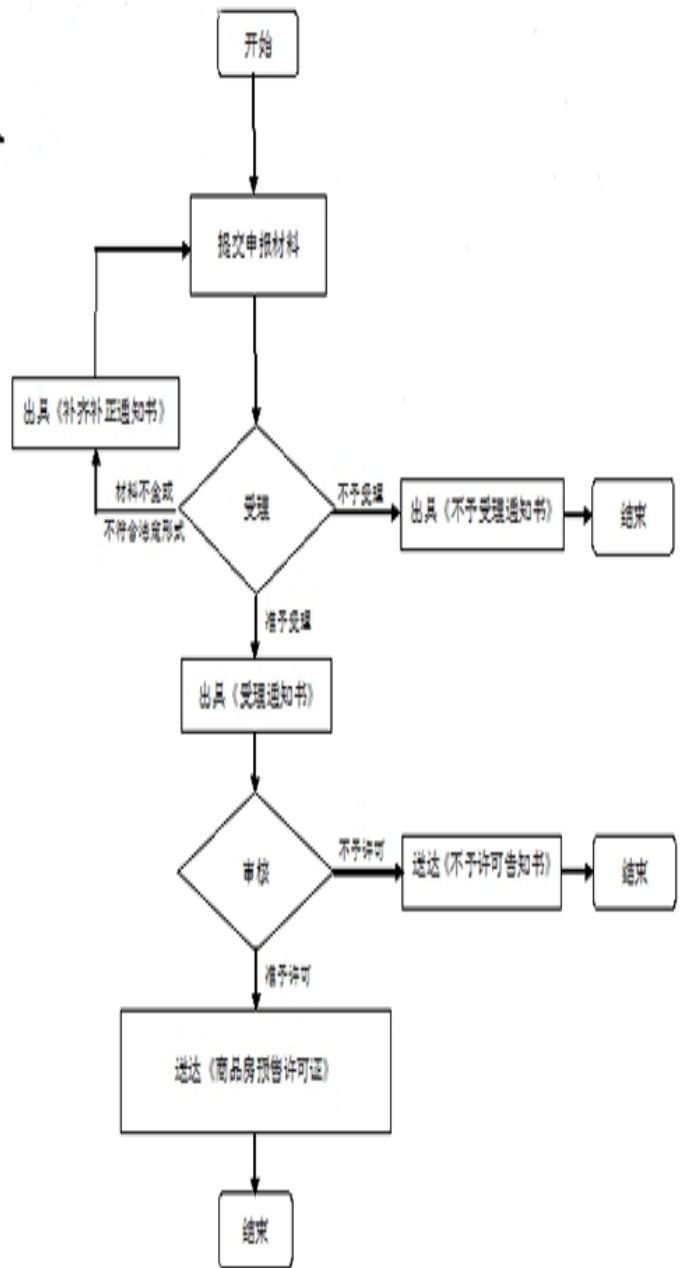 开始
提交申报材料
出具《补齐补正通知书》
材料不全或
不符合法定形式
受理
不予受理
出具《不予受理通知书》
结束
准予受理
出具《受理通知书》
审核
不予许可
送达《不予许可告知书》
结束
准予许可
送达《商品房预售许可证》
结束